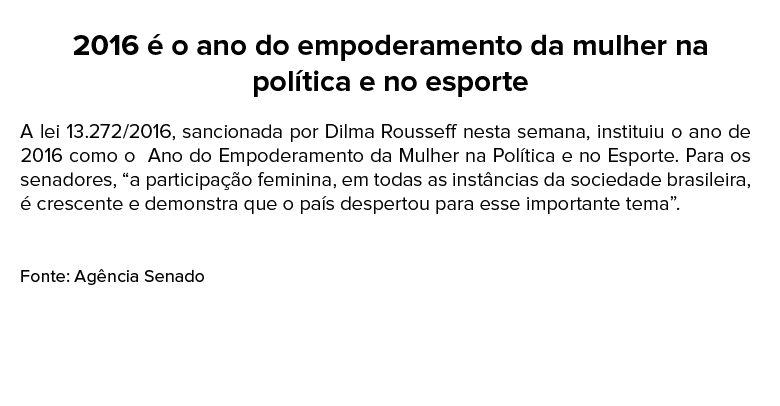 2016 é o ano do empoderamento da mulher na
política e no esporte
A lei 13.272/2016, sancionada por Dilma Rousseff nesta semana, instituiu o ano de
2016 como o  Ano do Empoderamento da Mulher na Política e no Esporte. Para os
senadores, “a participação feminina, em todas as instâncias da sociedade brasileira,
é crescente e demonstra que o país despertou para esse importante tema”.
Fonte: Agência Senado